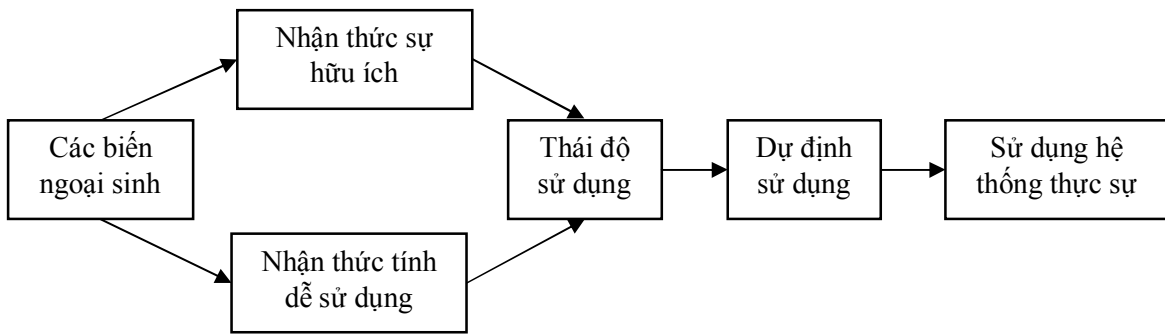 Nhận thức sự
hữu ích
Các biến
ngoại sinh
Thái độ
sử dụng
Dự định
sử dụng
Sử dụng hệ
thống thực sự
Nhận thức tính
dễ sử dụng